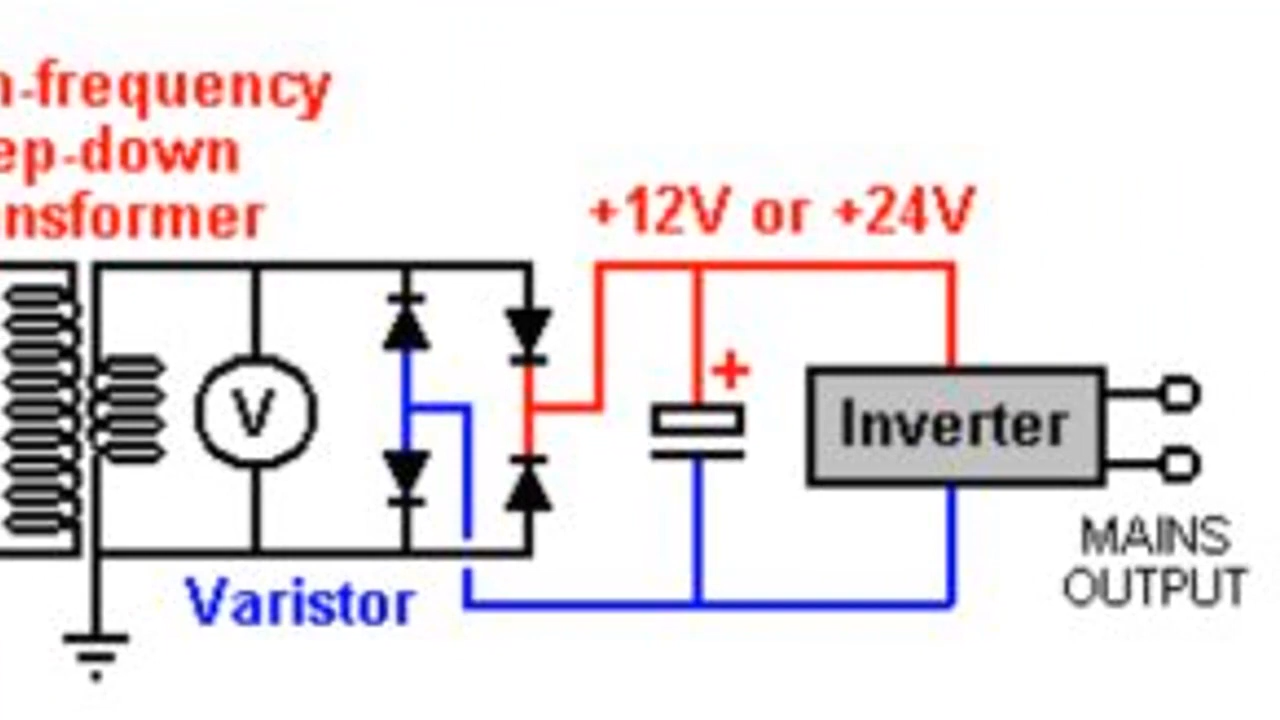 n-frequency
ep-down
nsformer
+12V or +24V
+
V
Inverter
Varistor
MAINS
OUTPUT